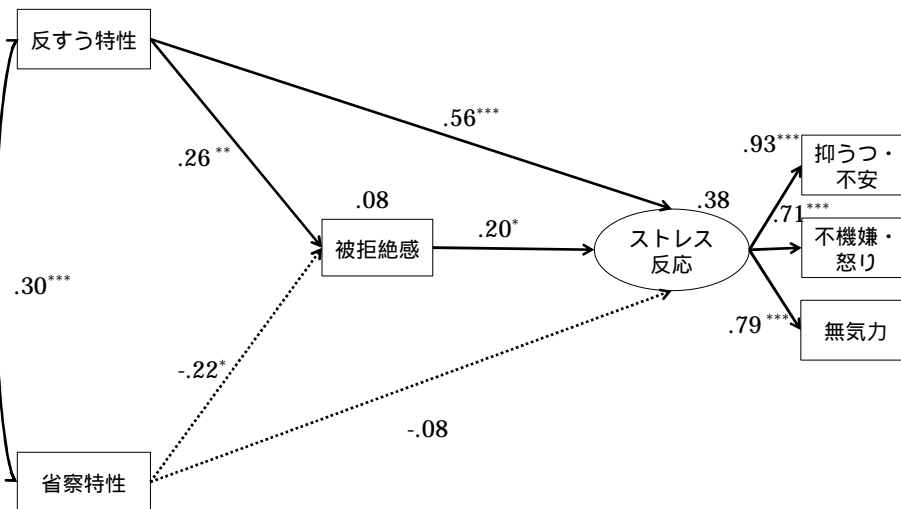 反すう特性
.56***
.93***
抑うつ・
不安
.26 **
.08
.38
.71***
被拒絶感
.20*
ストレス
反応
不機嫌・
怒り
.30***
.79 ***
無気力
-.22*
-.08
省察特性